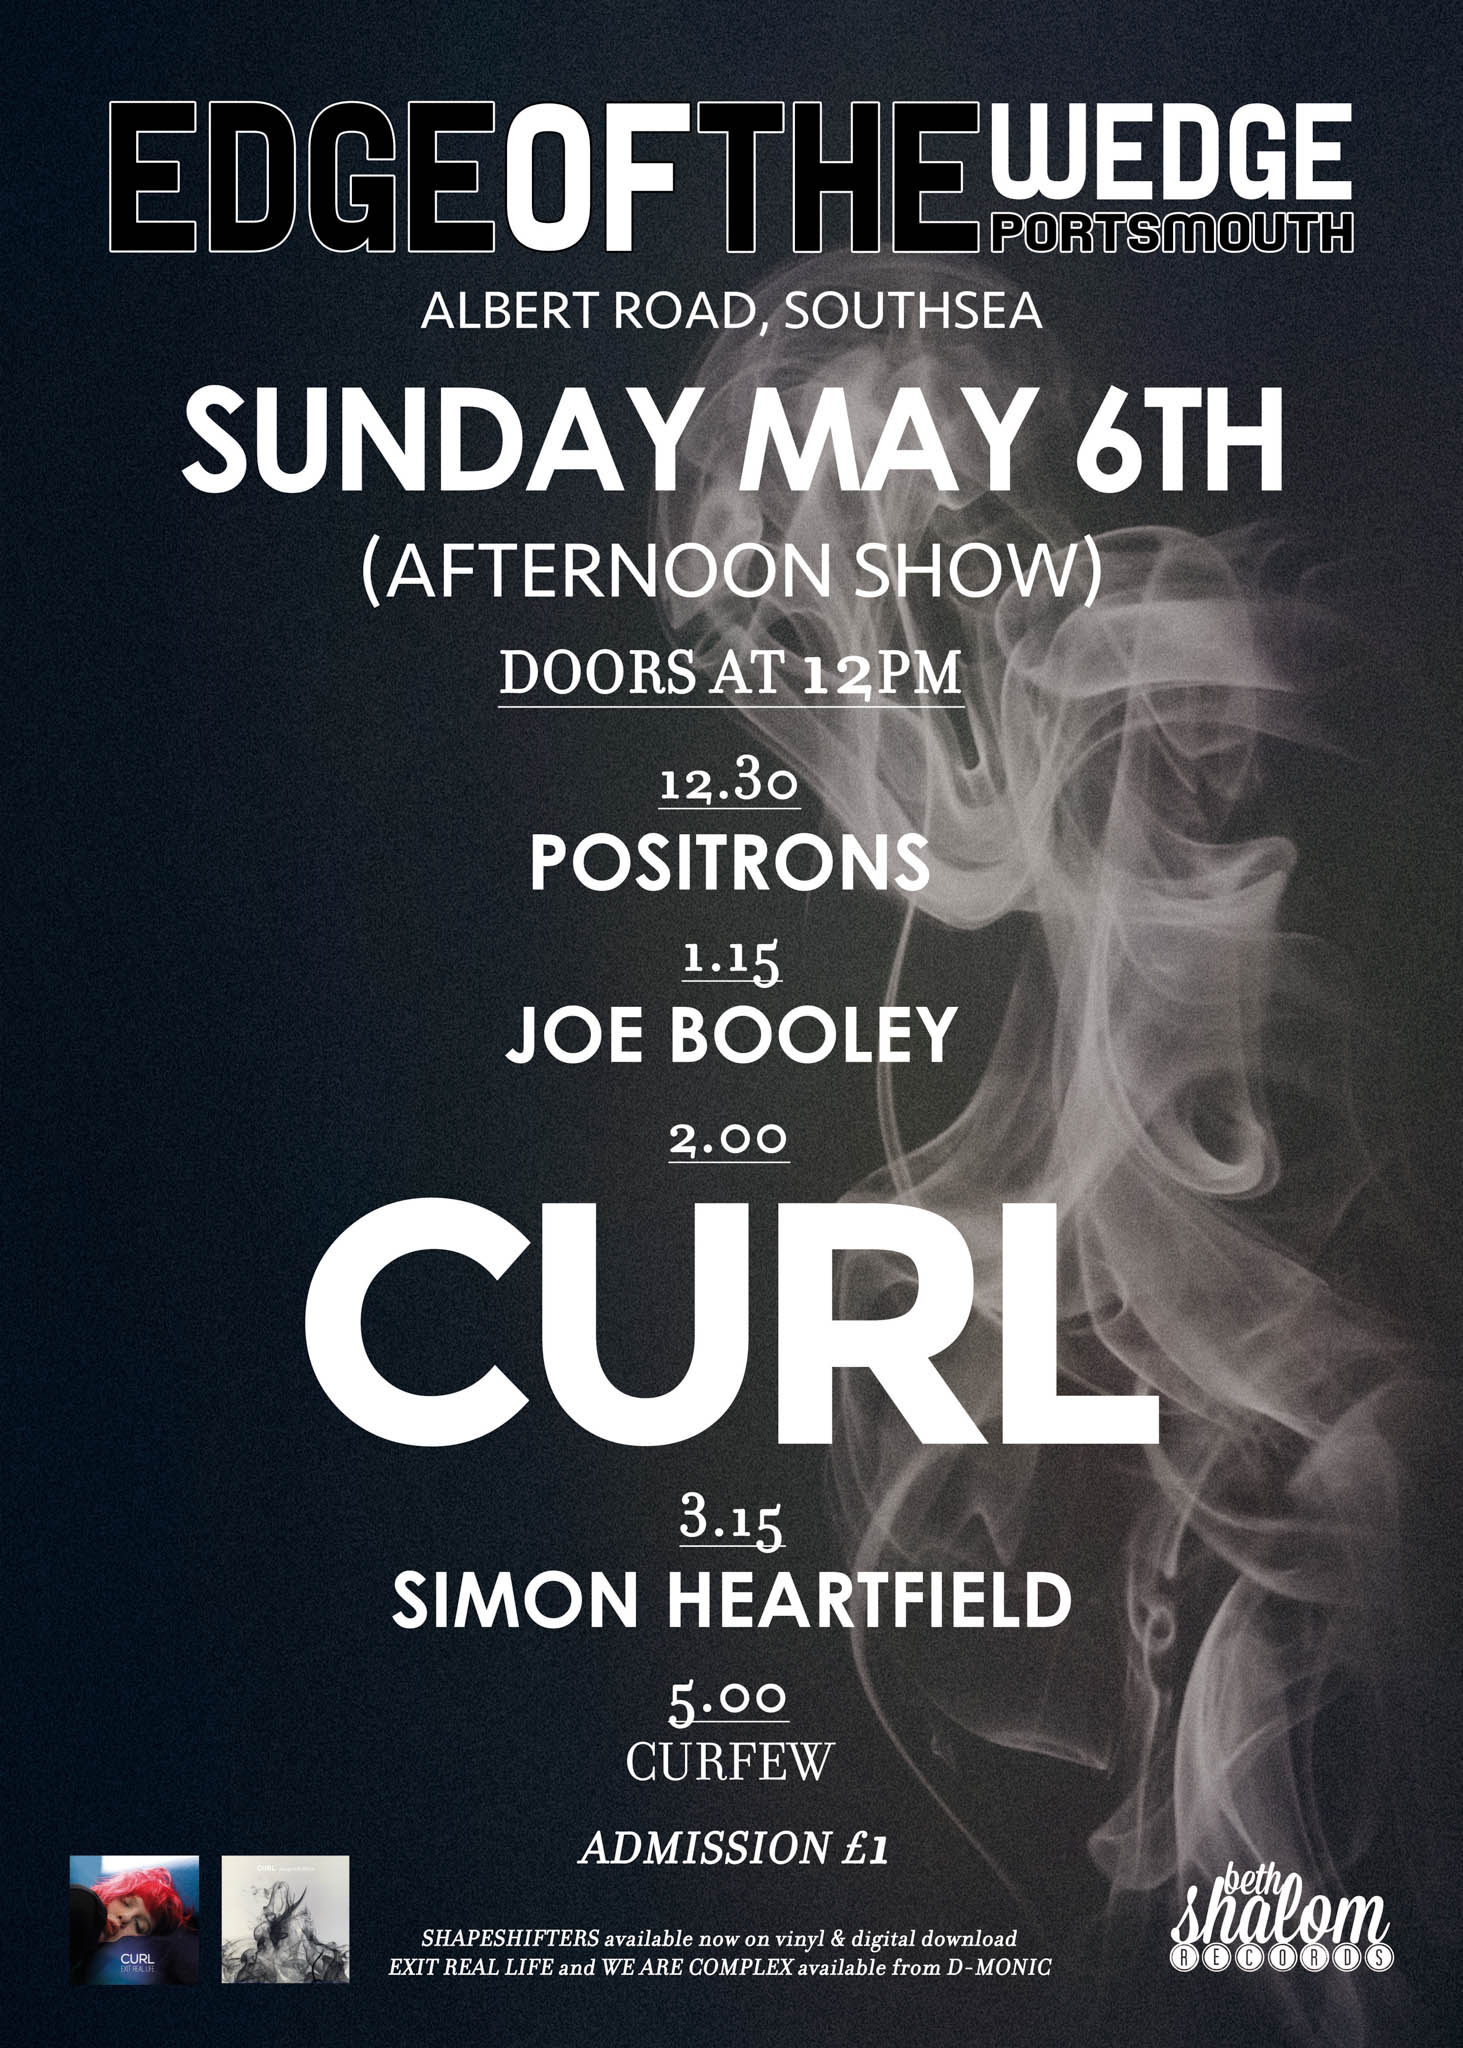 EDGEOFTHEWEDGE
PORTSMOUTH
ALBERT ROAD, SOUTHSEA
SUNDAY MAY 6TH
(AFTERNOON SHOW)
DOORS AT 12PM
12.30
POSITRONS
1.15
JOE BOOLEY
2.00
CURL
3.15
SIMON HEARTFIELD
5.00
CURFEW
ADMISSION £1
CURL
EXIT REAL LIFE
CURL
SHAPESHIFTERS available now on vinyl & digital download
EXIT REAL LIFE and WE ARE COMPLEX available from D-MONIC
beth
shalom
RECORDS